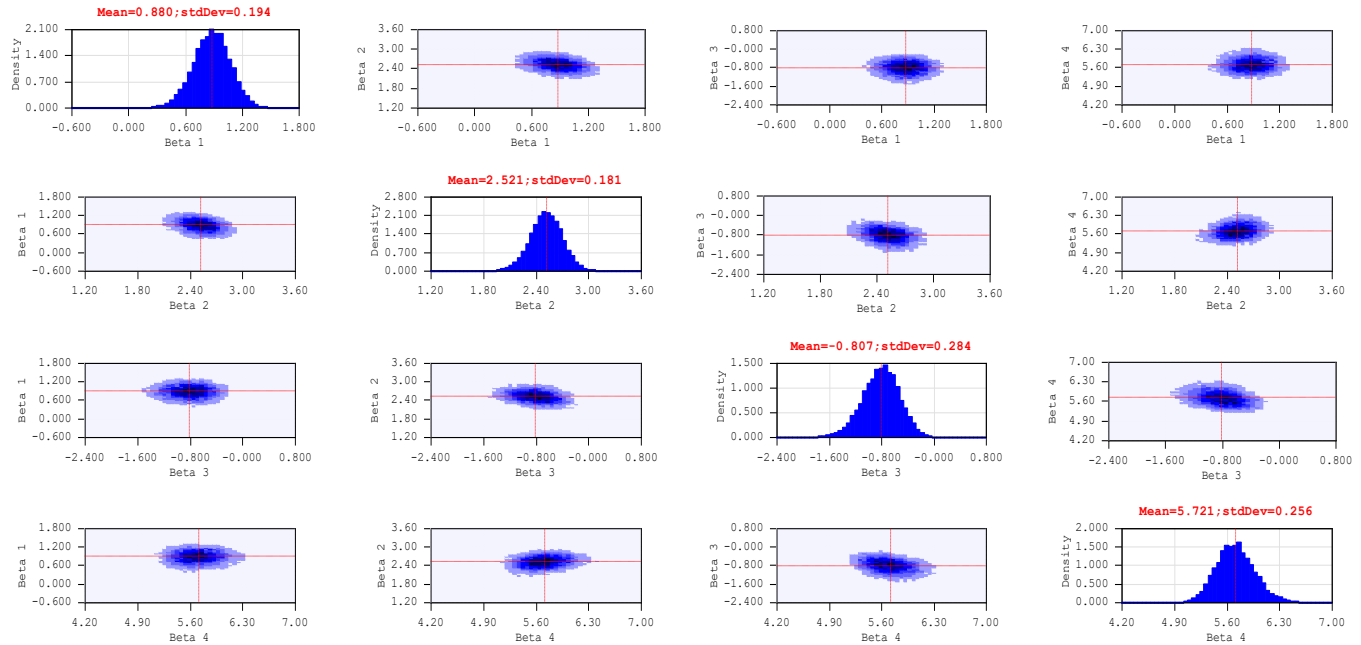 Mean=0.880;stdDev=0.194
Density
2.100
1.400
0.700
0.000
-0.600 0.000 0.600 1.200 1.800
Beta 1
Beta 2
3.60
3.00
2.40
1.80
1.20
-0.600 0.000 0.600 1.200 1.800
Beta 1
Beta 3
0.800
-0.000
-0.800
-1.600
-2.400
-0.600 0.000 0.600 1.200 1.800
Beta 1
Beta 4
7.00
6.30
5.60
4.90
4.20
-0.600 0.000 0.600 1.200 1.800
Beta 1
Beta 1
1.800
1.200
0.600
0.000
-0.600
1.20 1.80 2.40 3.00 3.60
Beta 2
Mean=2.521;stdDev=0.181
Density
2.800
2.100
1.400
0.700
0.000
1.20 1.80 2.40 3.00 3.60
Beta 2
Beta 3
0.800
-0.000
-0.800
-1.600
-2.400
1.20 1.80 2.40 3.00 3.60
Beta 2
Beta 4
7.00
6.30
5.60
4.90
4.20
1.20 1.80 2.40 3.00 3.60
Beta 2
Beta 1
1.800
1.200
0.600
0.000
-0.600
-2.400 -1.600 -0.800 -0.000 0.800
Beta 3
Beta 2
3.60
3.00
2.40
1.80
1.20
-2.400 -1.600 -0.800 -0.000 0.800
Beta 3
Mean=-0.807;stdDev=0.284
Density
1.500
1.000
0.500
0.000
-2.400 -1.600 -0.800 -0.000 0.800
Beta 3
Beta 4
7.00
6.30
5.60
4.90
4.20
-2.400 -1.600 -0.800 -0.000 0.800
Beta 3
Beta 1
1.800
1.200
0.600
0.000
-0.600
4.20 4.90 5.60 6.30 7.00
Beta 4
Beta 2
3.60
3.00
2.40
1.80
1.20
4.20 4.90 5.60 6.30 7.00
Beta 4
Beta 3
0.800
-0.000
-0.800
-1.600
-2.400
4.20 4.90 5.60 6.30 7.00
Beta 4
Mean=5.721;stdDev=0.256
Density
2.000
1.500
1.000
0.500
0.000
4.20 4.90 5.60 6.30 7.00
Beta 4